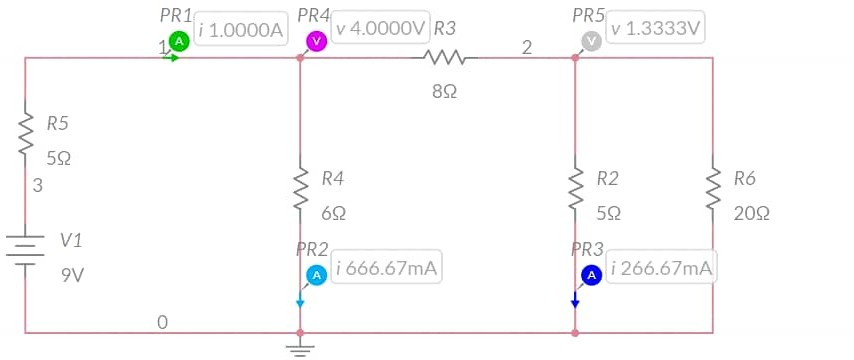 PR1
A
i 1.0000A
PR4
V
v 4.0000V
R3
8Ω
PR5
V
v 1.3333V
1
2
R5
5Ω
3
V1
9V
R4
6Ω
R2
5Ω
R6
20Ω
PR2
A
i 666.67mA
PR3
A
i 266.67mA
0